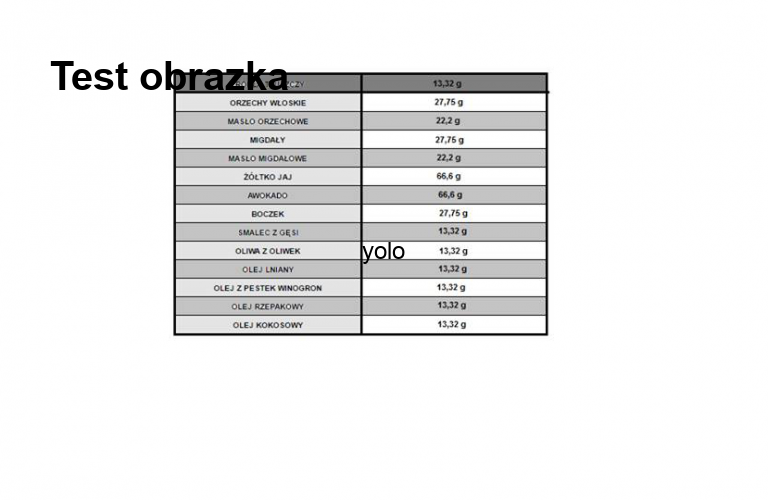 Test obrazka
13,32 g
ORZECHY WŁOSKIE 27,75 g
MASŁO ORZECHOWE 22,2 g
MIGDAŁY 27,75 g
MASŁO MIGDAŁOWE 22,2 g
ŻÓŁTKO JAJ 66,6 g
AWOKADO 66,6 g
BOCZEK 27,75 g
SMALEC Z GĘSI 13,32 g
OLIWA Z OLIWEK yolo 13,32 g
OLEJ LNIANY 13,32 g
OLEJ Z PESTEK WINOGRON 13,32 g
OLEJ RZEPAKOWY 13,32 g
OLEJ KOKOSOWY 13,32 g